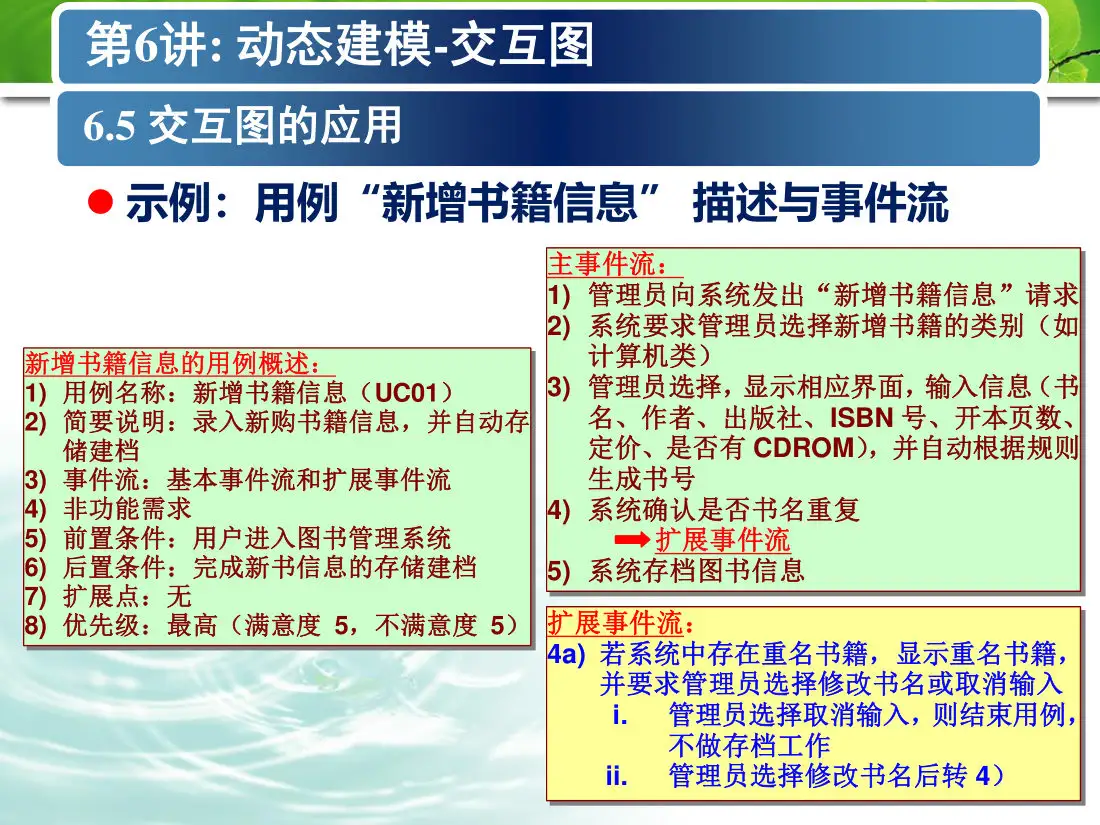 第6讲: 动态建模-交互图
6.5 交互图的应用
示例：用例“新增书籍信息” 描述与事件流
新增书籍信息的用例概述：
1) 用例名称：新增书籍信息（UC01）
2) 简要说明：录入新购书籍信息，并自动存
储建档
3) 事件流：基本事件流和扩展事件流
4) 非功能需求
5) 前置条件：用户进入图书管理系统
6) 后置条件：完成新书信息的存储建档
7) 扩展点：无
8) 优先级：最高（满意度 5，不满意度 5）
主事件流：
1) 管理员向系统发出“新增书籍信息”请求
2) 系统要求管理员选择新增书籍的类别（如
计算机类）
3) 管理员选择，显示相应界面，输入信息（书
名、作者、出版社、ISBN 号、开本页数、
定价、是否有 CDROM），并自动根据规则
生成书号
4) 系统确认是否书名重复
扩展事件流
5) 系统存档图书信息
扩展事件流：
4a) 若系统中存在重名书籍，显示重名书籍，
并要求管理员选择修改书名或取消输入
i. 管理员选择取消输入，则结束用例，
不做存档工作
ii. 管理员选择修改书名后转 4）